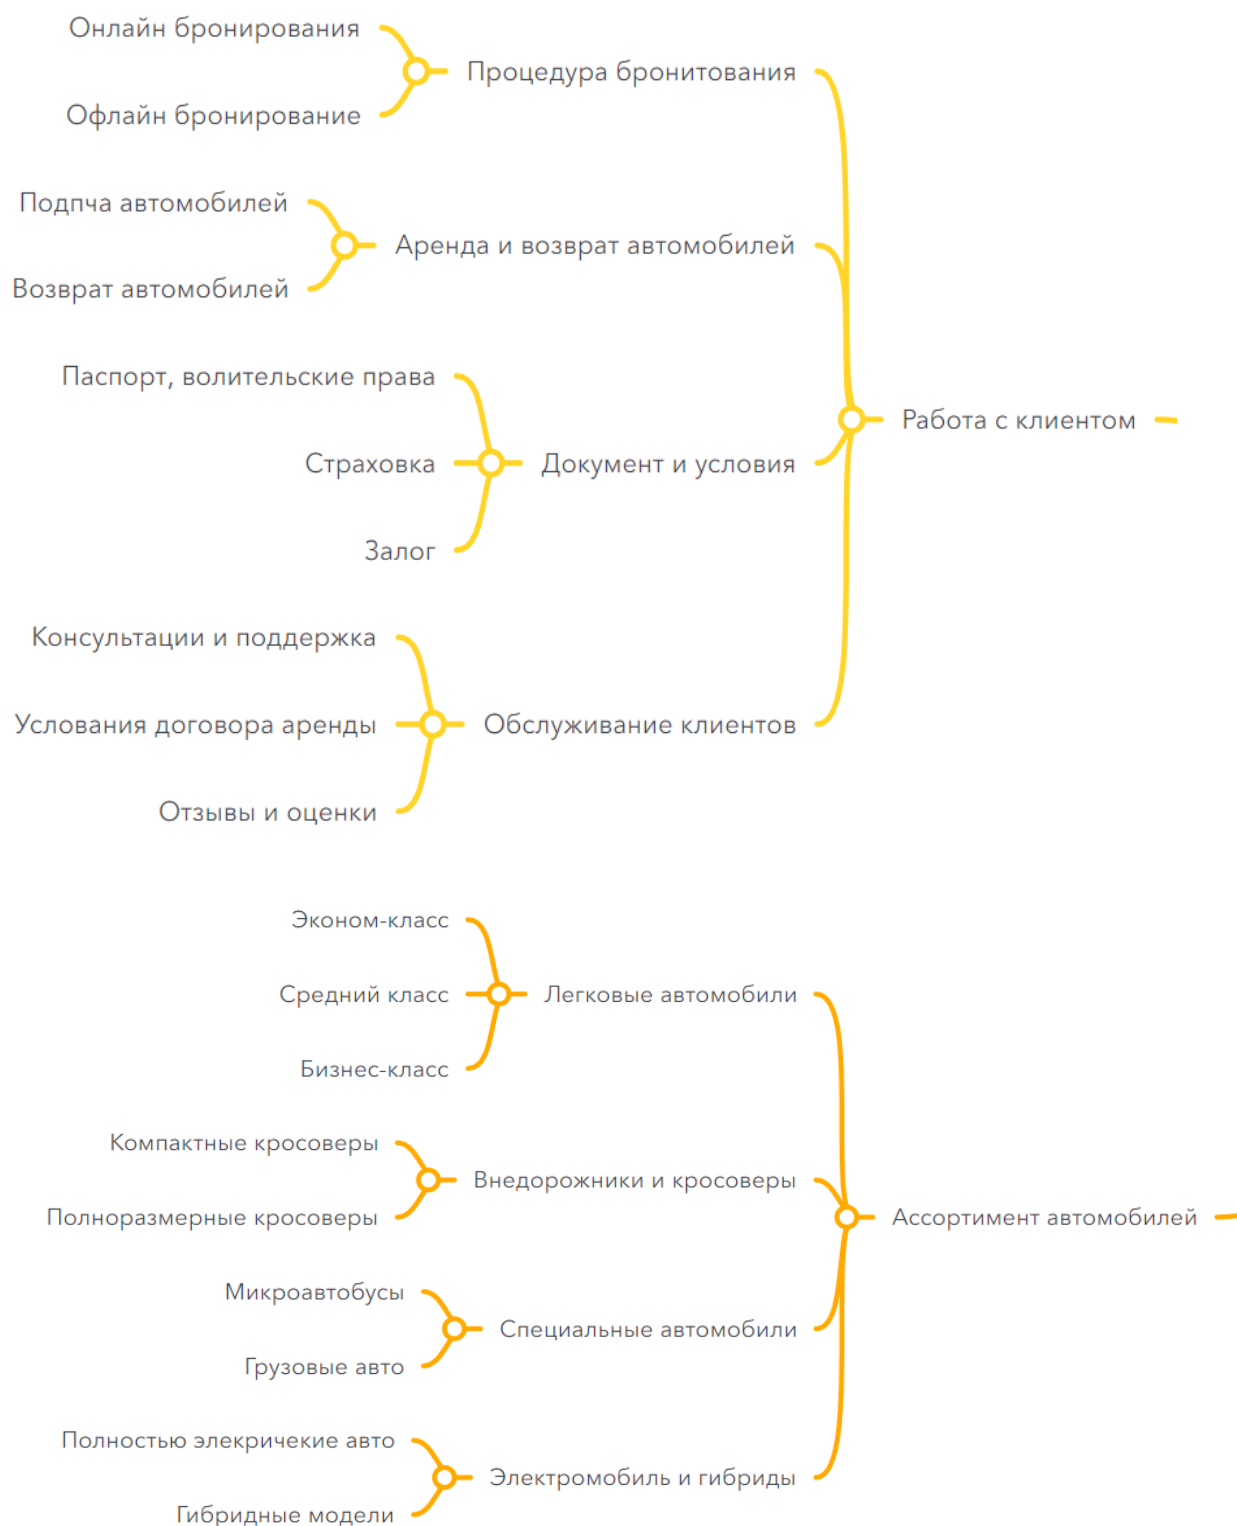 Онлайн бронирования
Процедура бронитования
Офлайн бронирование
Подпча автомобилей
Аренда и возврат автомобилей
Возврат автомобилей
Паспорт, волительские права
Работа с клиентом
Страховка
Документ и условия
Залог
Консультации и поддержка
Услования договора аренды
Обслуживание клиентов
Отзывы и оценки
Эконом-класс
Средний класс
Легковые автомобили
Бизнес-класс
Компактные кросоверы
Внедорожники и кросоверы
Полноразмерные кросоверы
Ассортимент автомобилей
Микроавтобусы
Специальные автомобили
Грузовые авто
Полностью элекричекие авто
Электромобиль и гибриды
Гибридные модели